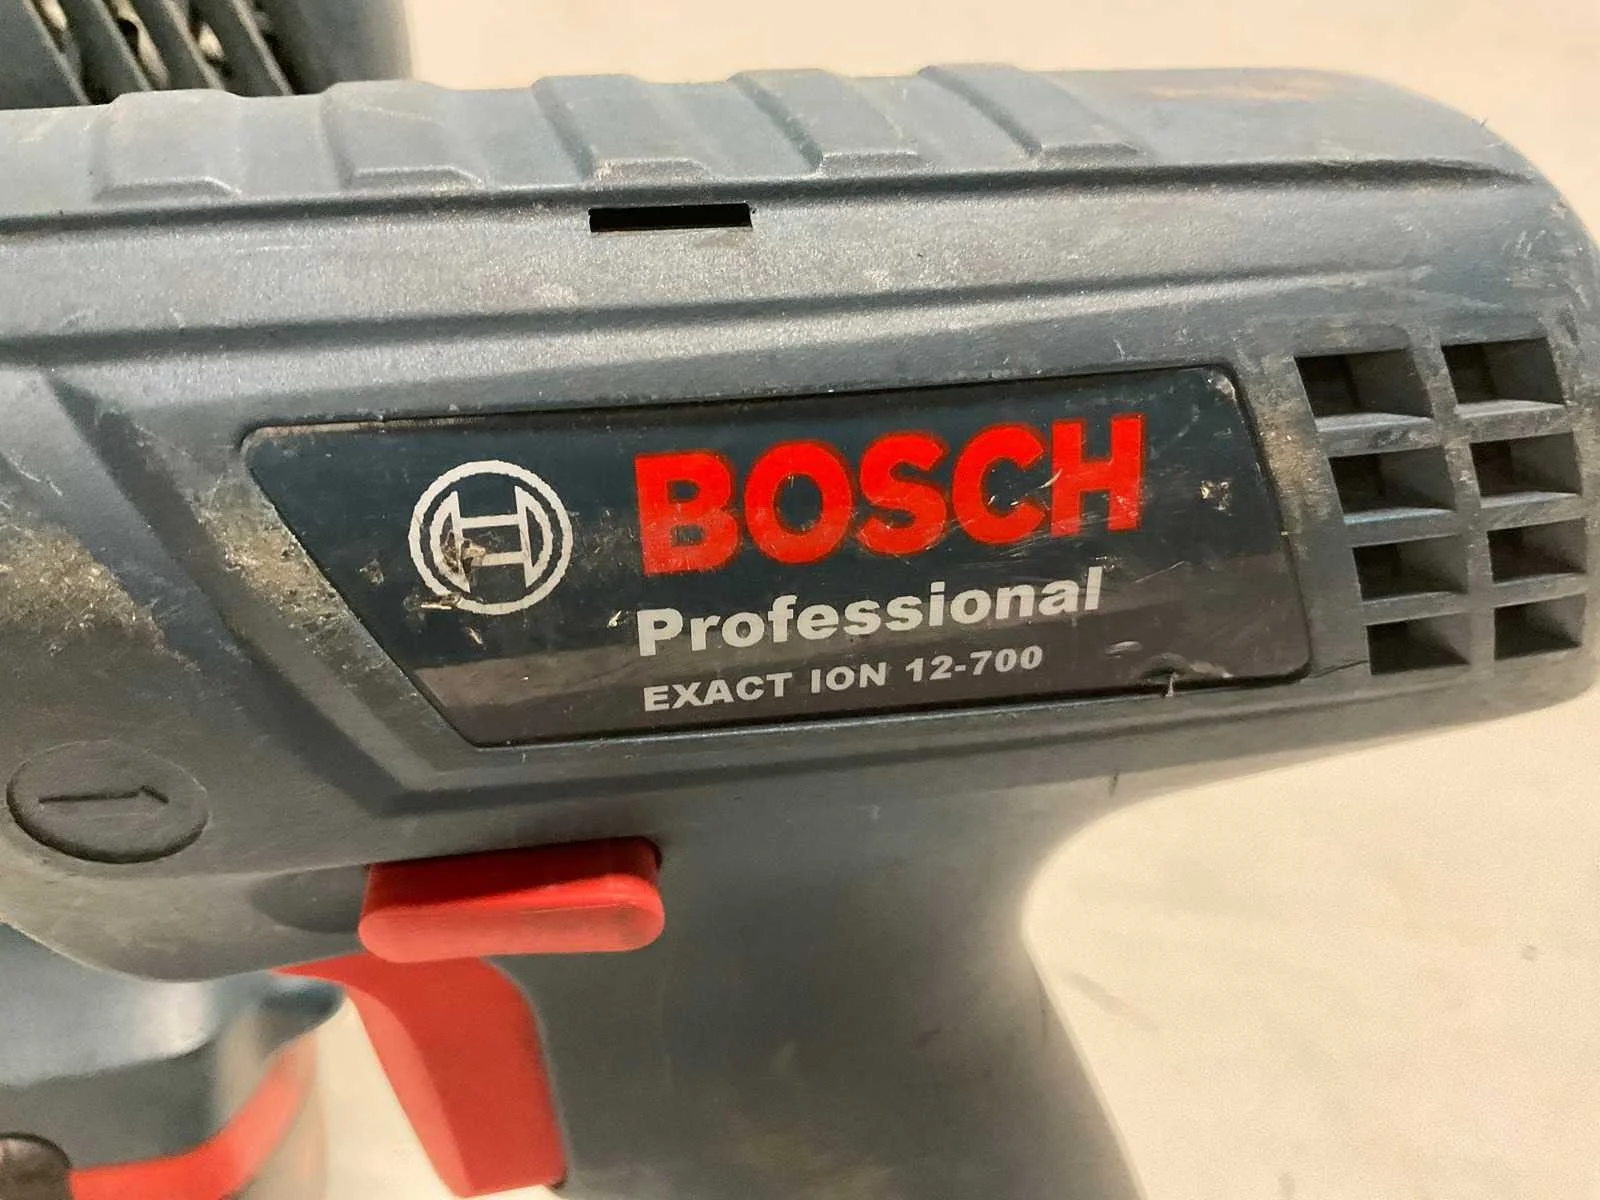 BOSCH
Professional
EXACT ION 12-700